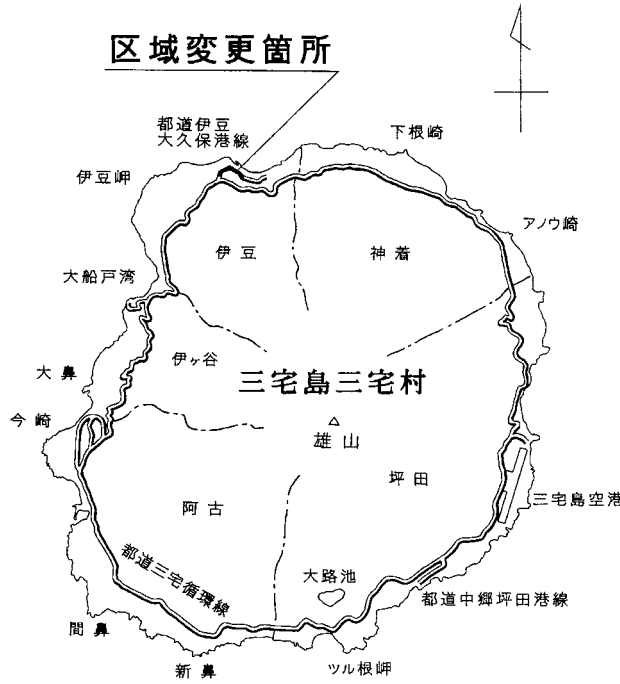 区域変更箇所
都道伊豆
大久保港線
下根崎
伊豆岬
アノウ崎
伊豆
神着
大船戸湾
伊ヶ谷
大鼻
三宅島三宅村
今崎
雄山
坪田
三宅島空港
阿古
都道三宅循環線
大路池
都道中郷坪田港線
間鼻
新鼻
ツル根岬